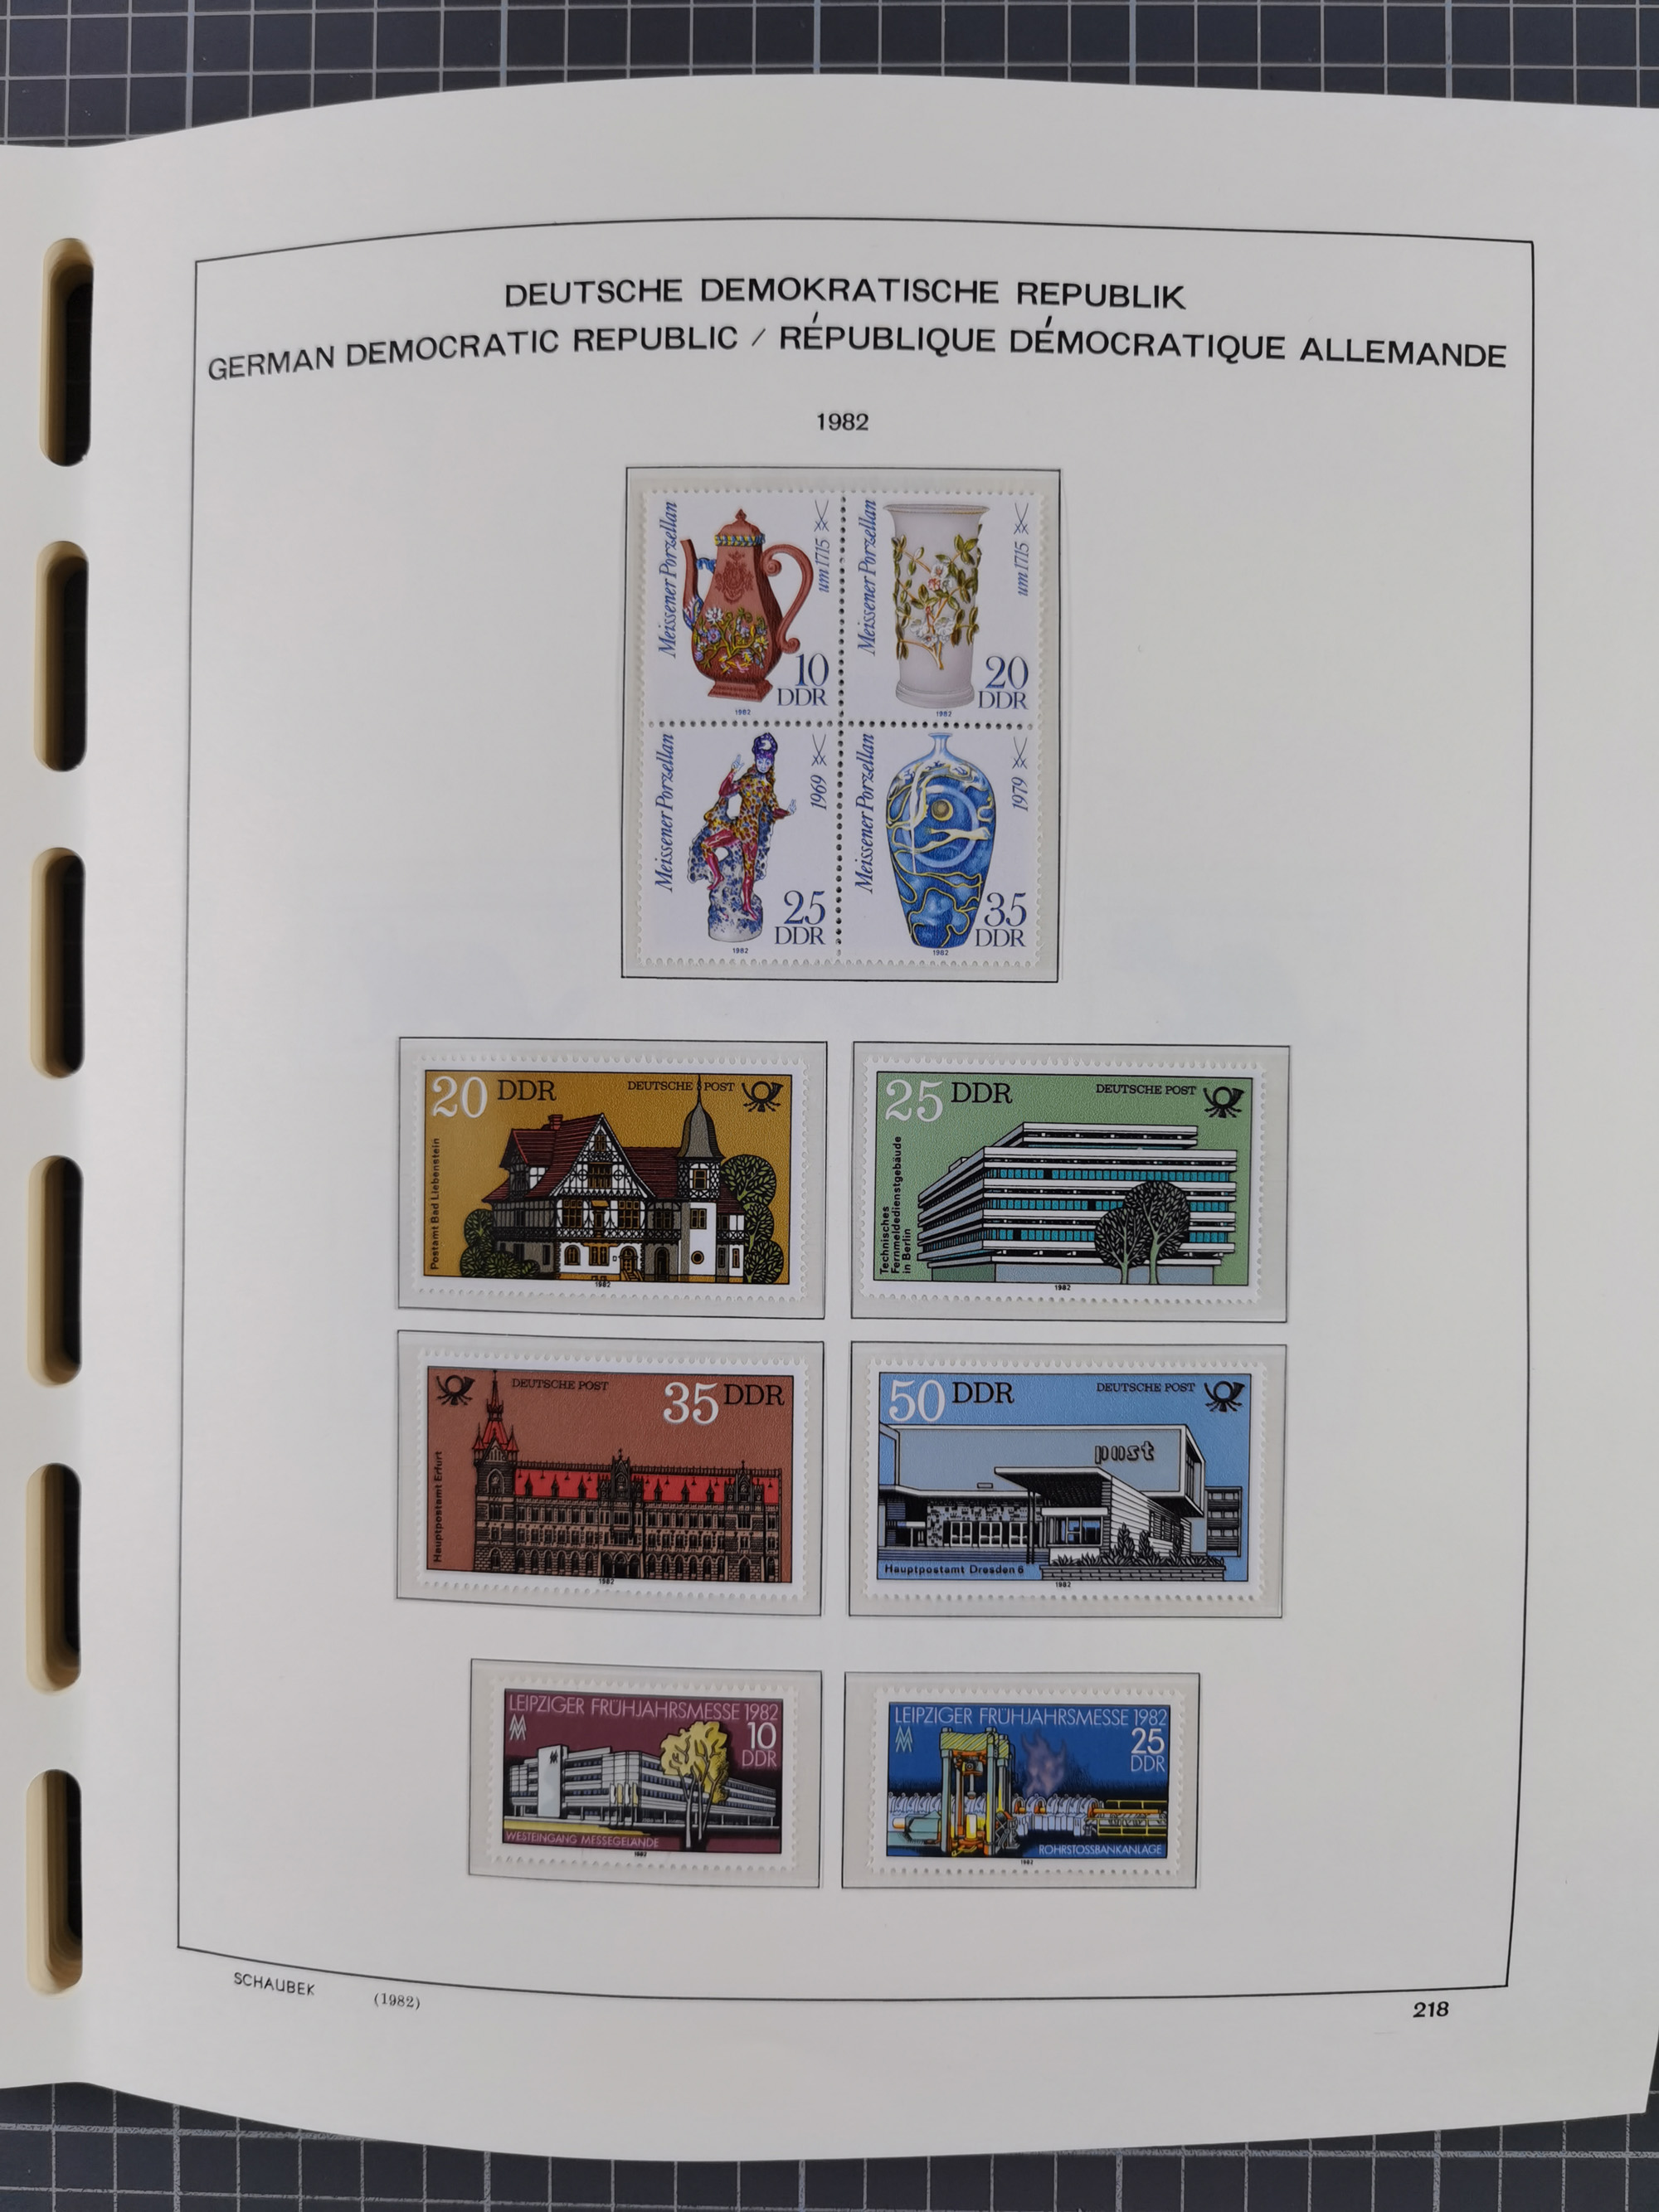 DEUTSCHE DEMOKRATISCHE REPUBLIK
GERMAN DEMOCRATIC REPUBLIC / RÉPUBLIQUE DÉMOCRATIQUE ALLEMANDE
1982
Meissener Porzellan
um 1715
10
DDR
1982
Meissener Porzellan
um 1715
20
DDR
1982
Meissener Porzellan
1969
25
DDR
1982
Meissener Porzellan
1979
35
DDR
1982
20 DDR
DEUTSCHE POST
Postamt Bad Liebenstein
1982
25 DDR
DEUTSCHE POST
Technisches
Fernmeldedienstgebäude
in Berlin
1982
DEUTSCHE POST
35 DDR
Hauptpostamt Erfurt
1982
50 DDR
DEUTSCHE POST
post
Hauptpostamt Dresden 6
1982
LEIPZIGER FRÜHJAHRSMESSE 1982
10
DDR
WESTEINGANG MESSEGELÄNDE
1982
LEIPZIGER FRÜHJAHRSMESSE 1982
25
DDR
ROHRSTOSSBANKANLAGE
1982
SCHAUBEK
(1982)
218